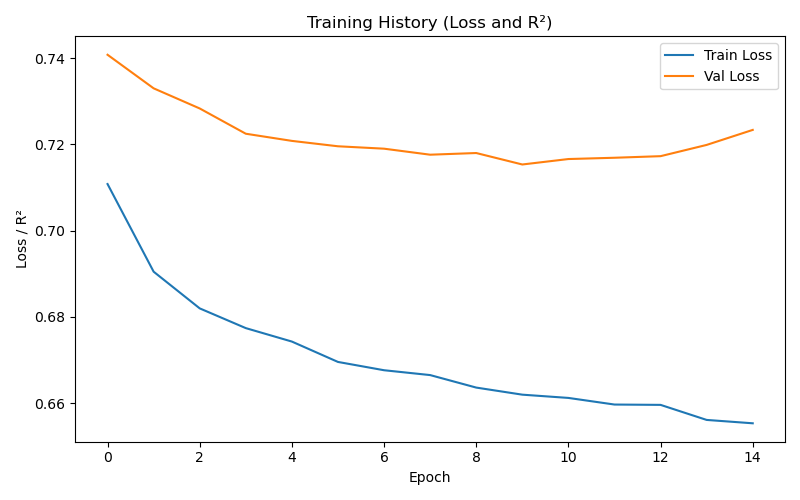 Training History (Loss and R²)
Train Loss
Val Loss
Loss / R²
0.74
0.72
0.70
0.68
0.66
0 2 4 6 8 10 12 14
Epoch